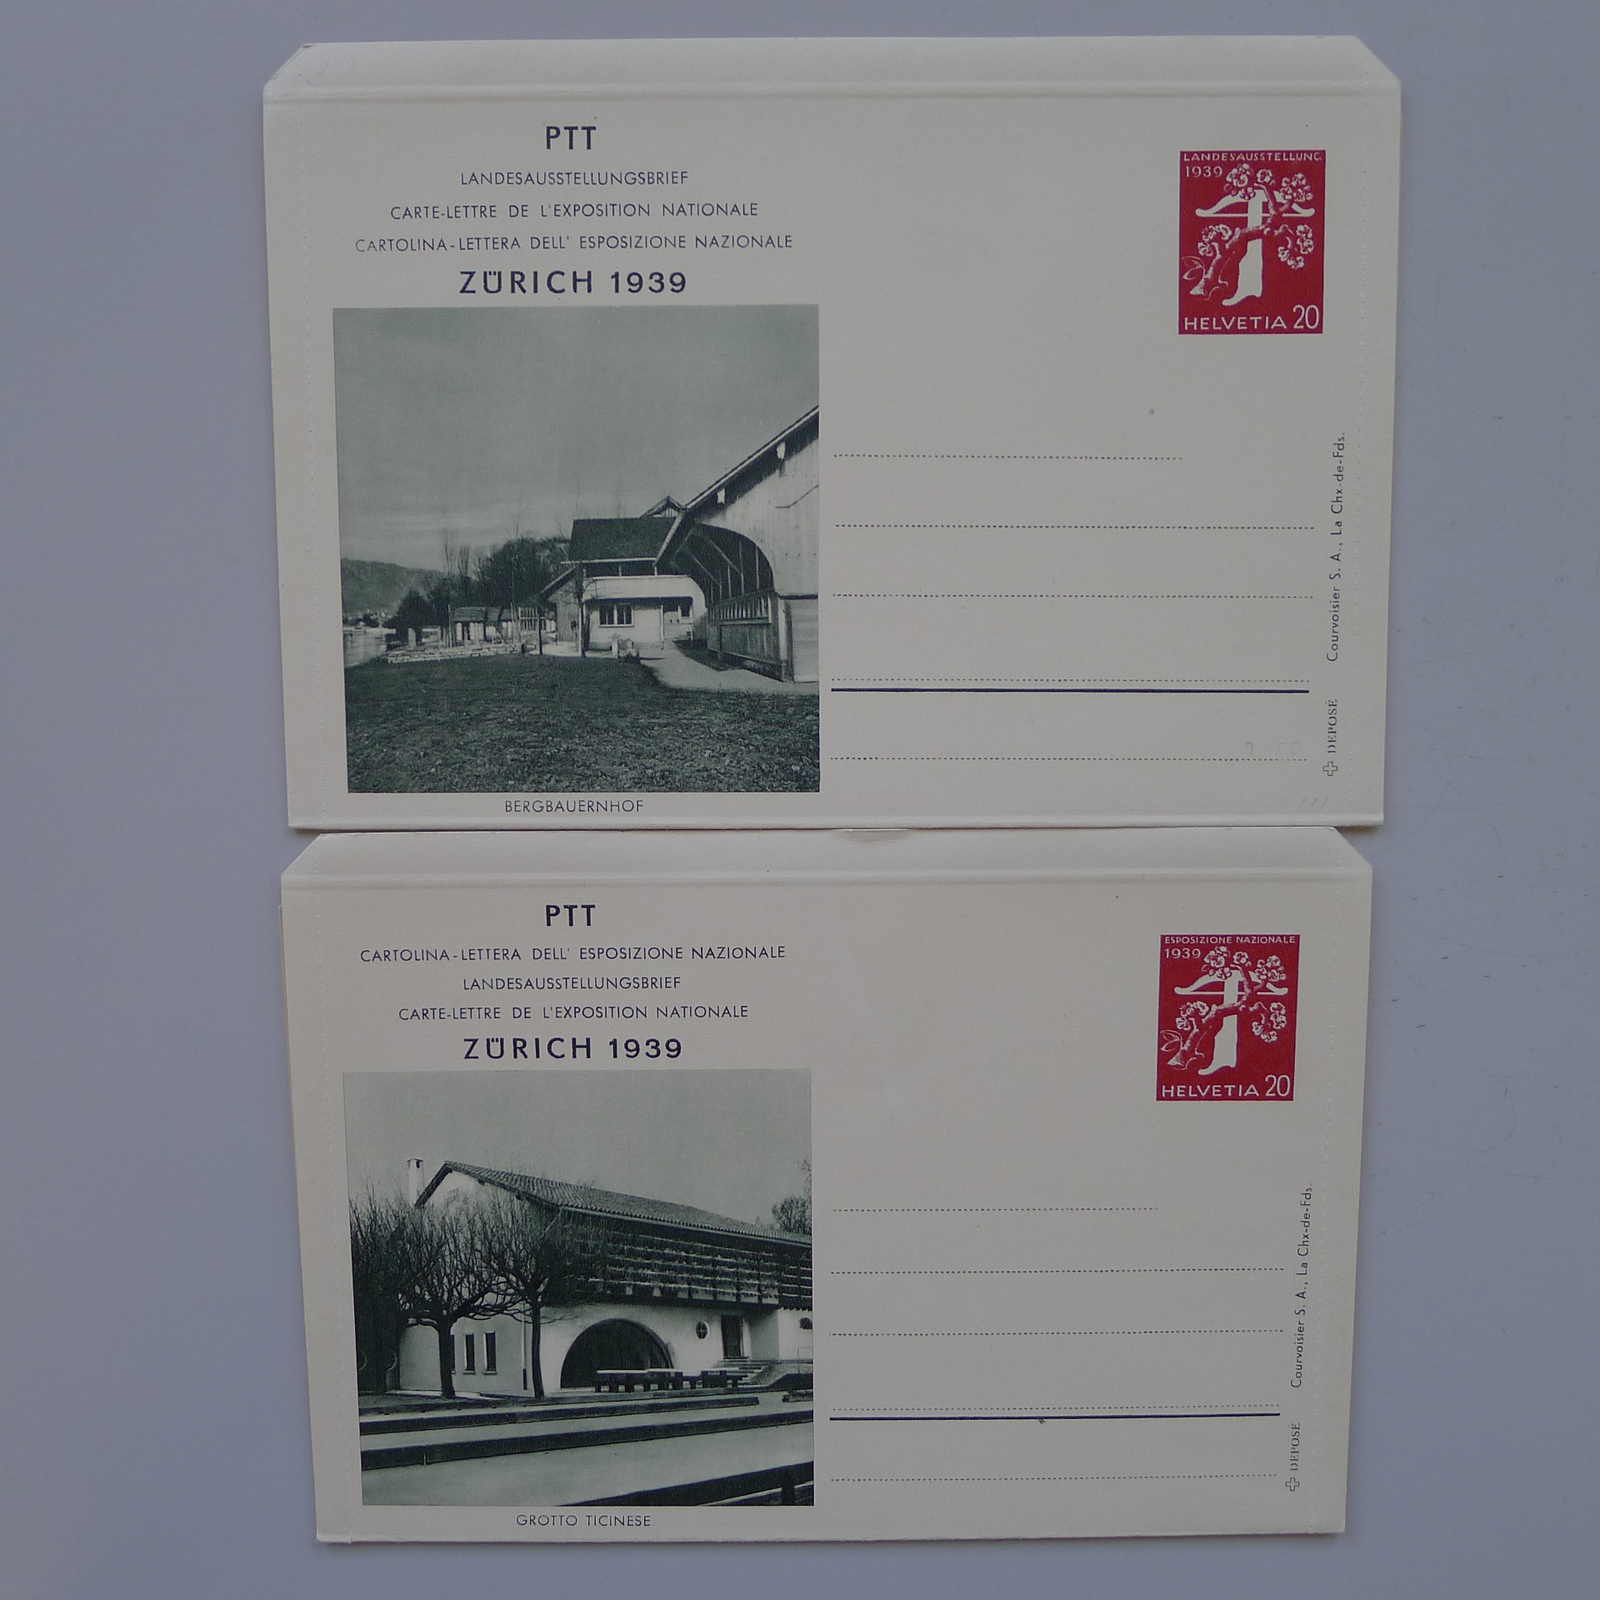 PTT
LANDESAUSSTELLUNGSBRIEF
CARTE-LETTRE DE L'EXPOSITION NATIONALE
CARTOLINA-LETTERA DELL' ESPOSIZIONE NAZIONALE
ZÜRICH 1939
LANDESAUSSTELLUNG
1939
HELVETIA 20
BERGBAUERNHOF
DEPOSÉ Courvoisier S. A., La Chx-de-Fds.
PTT
CARTOLINA-LETTERA DELL' ESPOSIZIONE NAZIONALE
LANDESAUSSTELLUNGSBRIEF
CARTE-LETTRE DE L'EXPOSITION NATIONALE
ZÜRICH 1939
ESPOSIZIONE NAZIONALE
1939
HELVETIA 20
GROTTO TICINESE
DEPOSÉ Courvoisier S. A., La Chx-de-Fds.